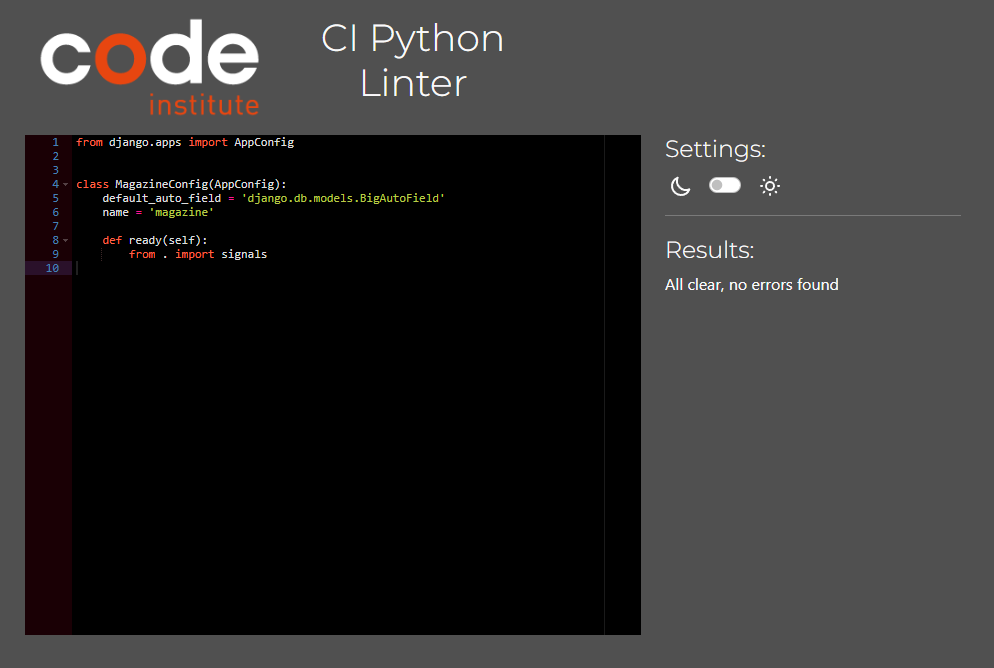 code
institute
CI Python
Linter
1 from django.apps import AppConfig
2
3
4 class MagazineConfig(AppConfig):
5     default_auto_field = 'django.db.models.BigAutoField'
6     name = 'magazine'
7
8     def ready(self):
9         from . import signals
10
Settings:
Results:
All clear, no errors found